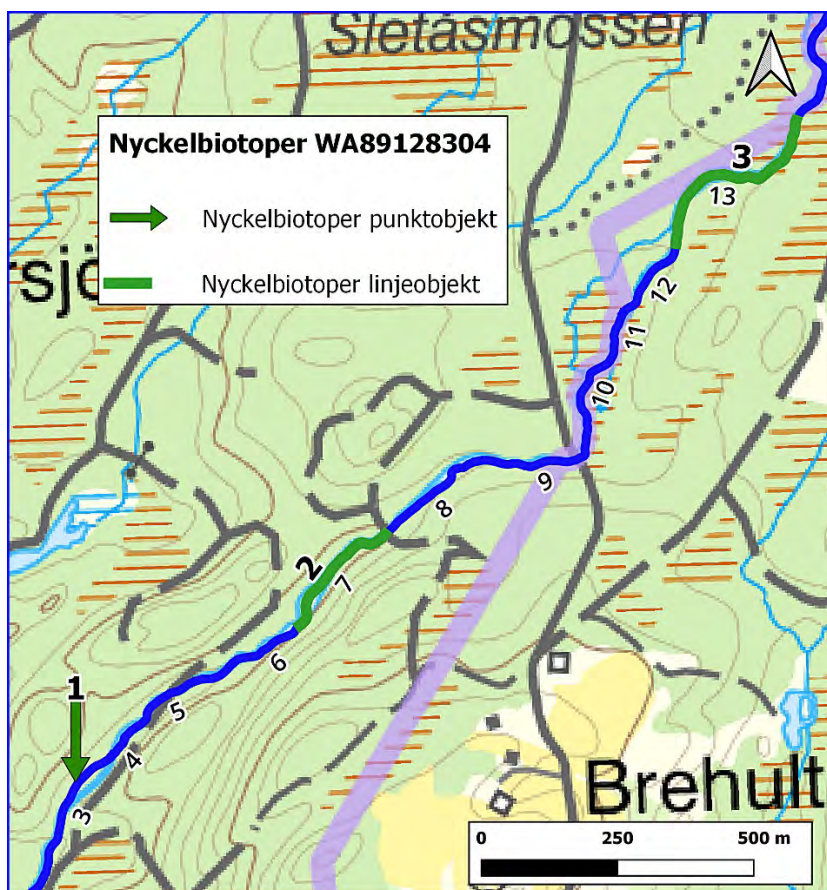 Sletåsmossen
Nyckelbiotoper WA89128304
Nyckelbiotoper punktobjekt
Nyckelbiotoper linjeobjekt
rsjö
3
13
12
11
10
9
8
2
7
6
1
5
4
3
Brehult
0 250 500 m